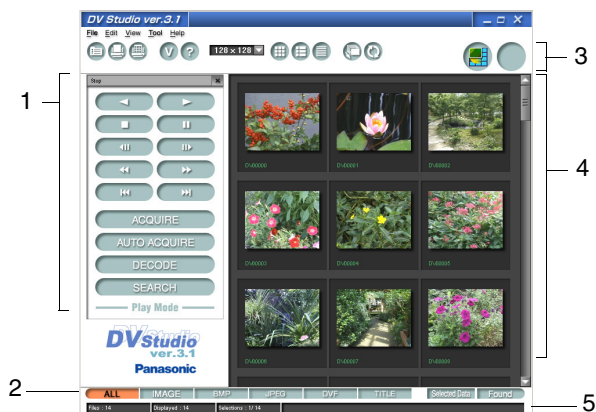 DV Studio ver.3.1
File Edit View Tool Help
V ? 128 x 128
3
1
Stop
4
ACQUIRE
AUTO ACQUIRE
DECODE
SEARCH
Play Mode
DV Studio
ver.3.1
Panasonic
DV00000 DV00001 DV00002
DV00003 DV00004 DV00005
DV00006 DV00007 DV00008
2
ALL IMAGE BMP JPEG DVF TITLE Selected Data Found
Files : 14 Displayed : 14 Selections : 1/ 14
5